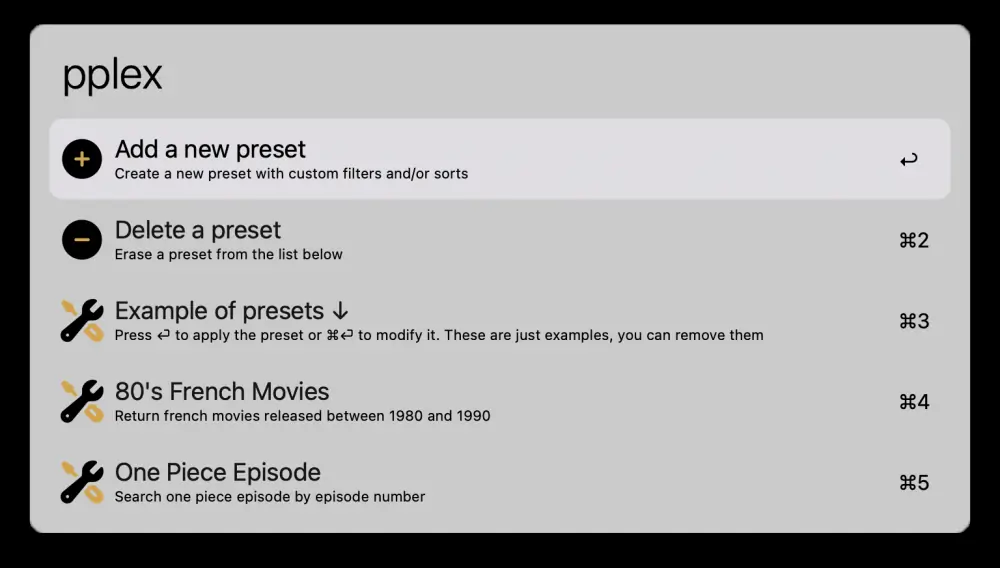 pplex
Add a new preset
Create a new preset with custom filters and/or sorts
↩
Delete a preset
Erase a preset from the list below
⌘2
Example of presets ↓
Press ⏎ to apply the preset or ⌘⏎ to modify it. These are just examples, you can remove them
⌘3
80's French Movies
Return french movies released between 1980 and 1990
⌘4
One Piece Episode
Search one piece episode by episode number
⌘5